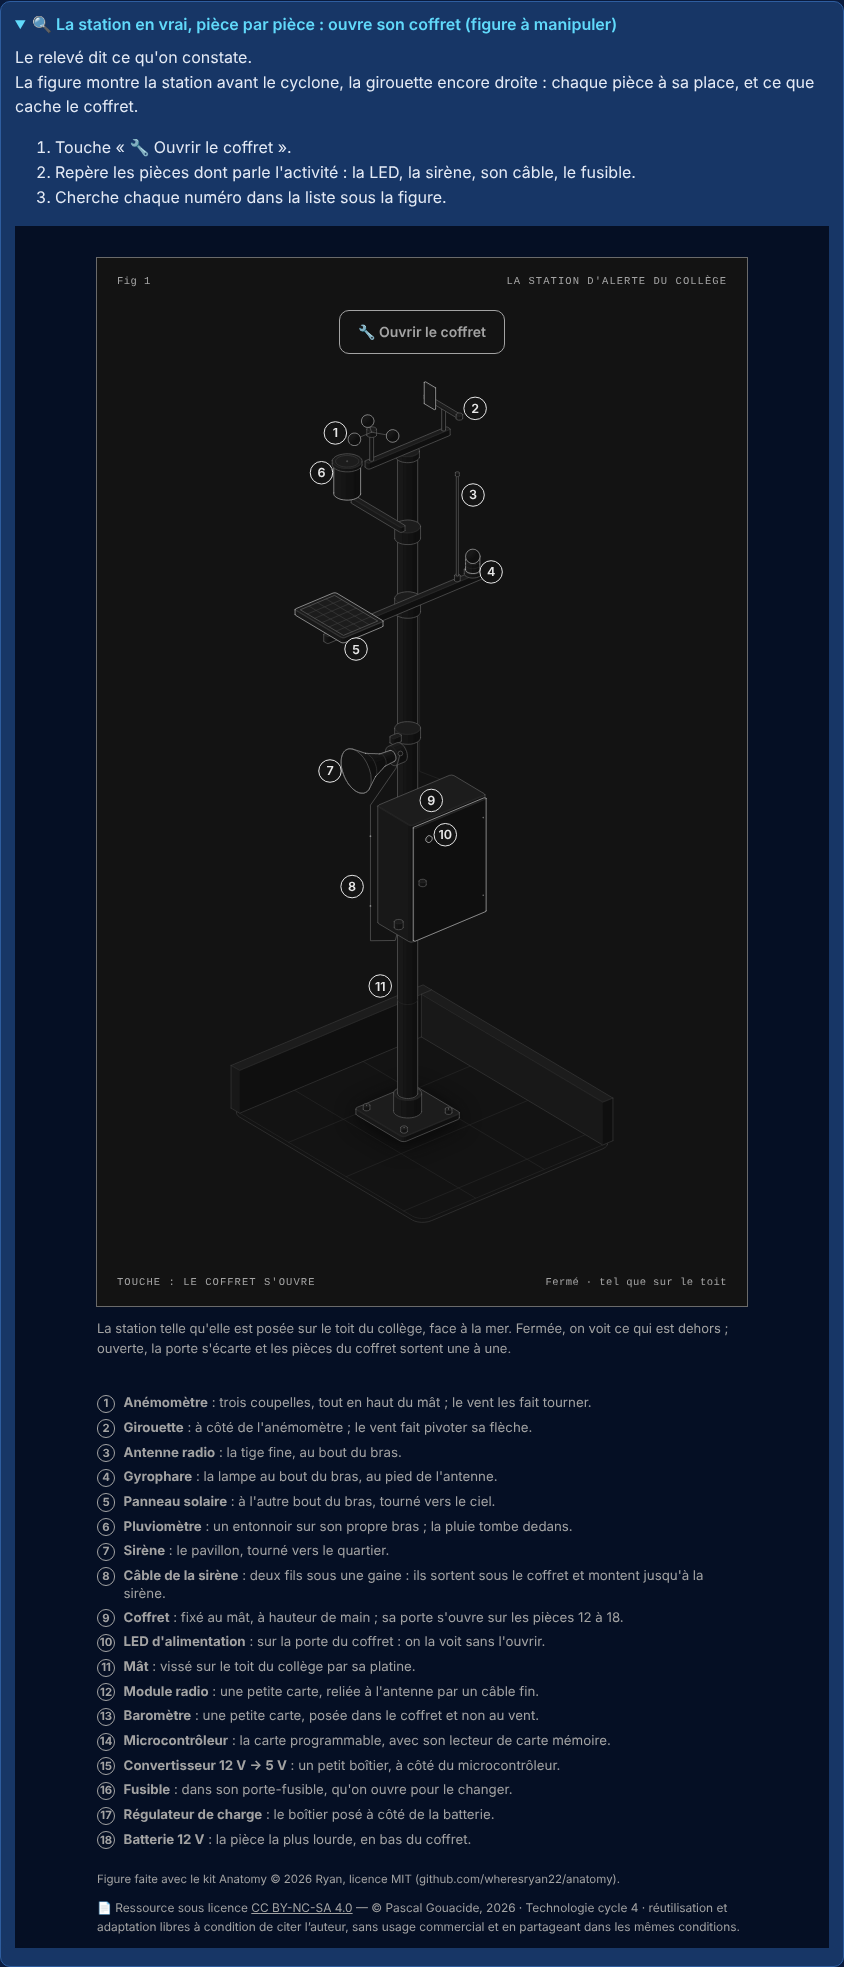 ▼ 🔍 La station en vrai, pièce par pièce : ouvre son coffret (figure à manipuler)
Le relevé dit ce qu'on constate.
La figure montre la station avant le cyclone, la girouette encore droite : chaque pièce à sa place, et ce que
cache le coffret.
1. Touche « 🔧 Ouvrir le coffret ».
2. Repère les pièces dont parle l'activité : la LED, la sirène, son câble, le fusible.
3. Cherche chaque numéro dans la liste sous la figure.
Fig 1
LA STATION D'ALERTE DU COLLÈGE
🔧 Ouvrir le coffret
2
1
6
3
4
5
7
9
10
8
11
TOUCHE : LE COFFRET S'OUVRE
Fermé · tel que sur le toit
La station telle qu'elle est posée sur le toit du collège, face à la mer. Fermée, on voit ce qui est dehors ;
ouverte, la porte s'écarte et les pièces du coffret sortent une à une.
1 Anémomètre : trois coupelles, tout en haut du mât ; le vent les fait tourner.
2 Girouette : à côté de l'anémomètre ; le vent fait pivoter sa flèche.
3 Antenne radio : la tige fine, au bout du bras.
4 Gyrophare : la lampe au bout du bras, au pied de l'antenne.
5 Panneau solaire : à l'autre bout du bras, tourné vers le ciel.
6 Pluviomètre : un entonnoir sur son propre bras ; la pluie tombe dedans.
7 Sirène : le pavillon, tourné vers le quartier.
8 Câble de la sirène : deux fils sous une gaine : ils sortent sous le coffret et montent jusqu'à la
sirène.
9 Coffret : fixé au mât, à hauteur de main ; sa porte s'ouvre sur les pièces 12 à 18.
10 LED d'alimentation : sur la porte du coffret : on la voit sans l'ouvrir.
11 Mât : vissé sur le toit du collège par sa platine.
12 Module radio : une petite carte, reliée à l'antenne par un câble fin.
13 Baromètre : une petite carte, posée dans le coffret et non au vent.
14 Microcontrôleur : la carte programmable, avec son lecteur de carte mémoire.
15 Convertisseur 12 V → 5 V : un petit boîtier, à côté du microcontrôleur.
16 Fusible : dans son porte-fusible, qu'on ouvre pour le changer.
17 Régulateur de charge : le boîtier posé à côté de la batterie.
18 Batterie 12 V : la pièce la plus lourde, en bas du coffret.
Figure faite avec le kit Anatomy © 2026 Ryan, licence MIT (github.com/wheresryan22/anatomy).
📄 Ressource sous licence CC BY-NC-SA 4.0 — © Pascal Gouacide, 2026 · Technologie cycle 4 · réutilisation et
adaptation libres à condition de citer l'auteur, sans usage commercial et en partageant dans les mêmes conditions.